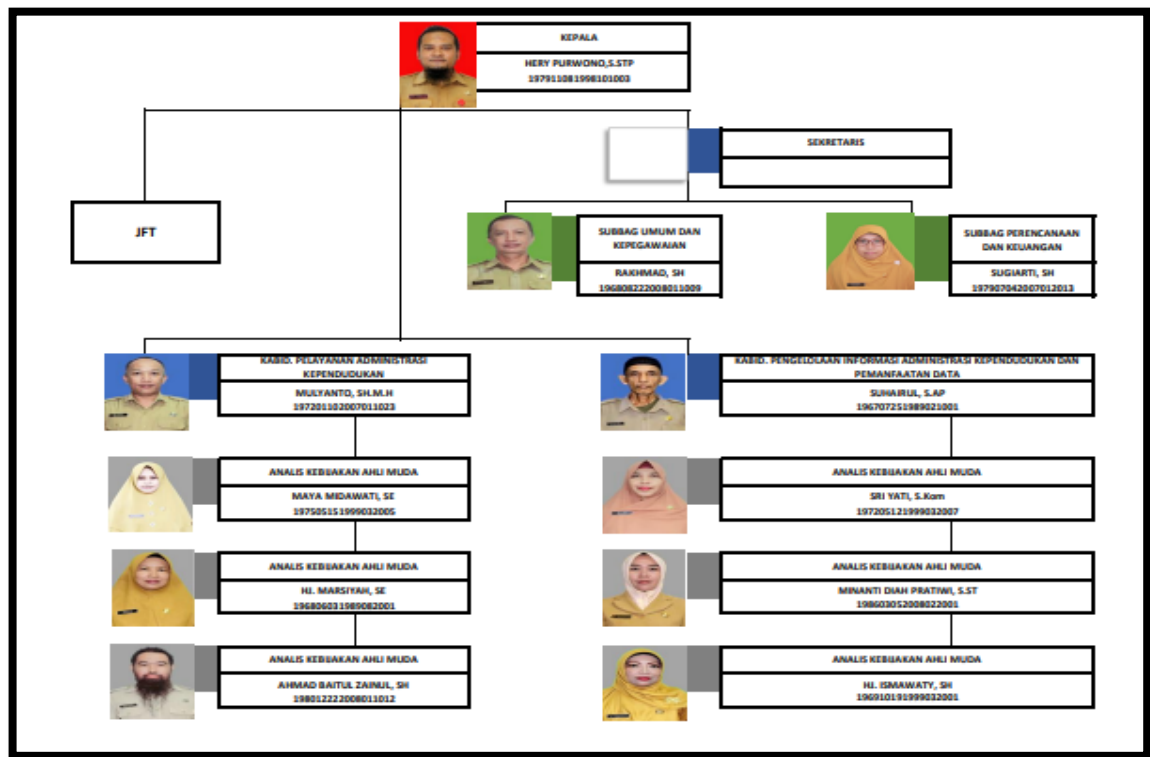 KEPALA
HERY PURWONO,S.STP
197911081998101003
SEKRETARIS
JFT
SUBBAG UMUM DAN
KEPEGAWAIAN
RAKHMAD, SH
196808222008011009
SUBBAG PERENCANAAN
DAN KEUANGAN
SUGIARTI, SH
197907042007012013
KABID. PELAYANAN ADMINISTRASI
KEPENDUDUKAN
MULYANTO, SH.M.H
197201102007011023
KABID. PENGELOLAAN INFORMASI ADMINISTRASI KEPENDUDUKAN DAN
PEMANFAATAN DATA
SUHAIRUL, S.AP
196707251989021001
ANALIS KEBIJAKAN AHLI MUDA
MAYA MIDAWATI, SE
197505151999032005
ANALIS KEBIJAKAN AHLI MUDA
SRI YATI, S.Kom
197205121999032007
ANALIS KEBIJAKAN AHLI MUDA
HJ. MARSIYAH, SE
196806031989082001
ANALIS KEBIJAKAN AHLI MUDA
MINANTI DIAH PRATIWI, S.ST
198603052008022001
ANALIS KEBIJAKAN AHLI MUDA
AHMAD BAITUL ZAINUL, SH
198012222008011012
ANALIS KEBIJAKAN AHLI MUDA
HJ. ISMAWATY, SH
196910191999032001